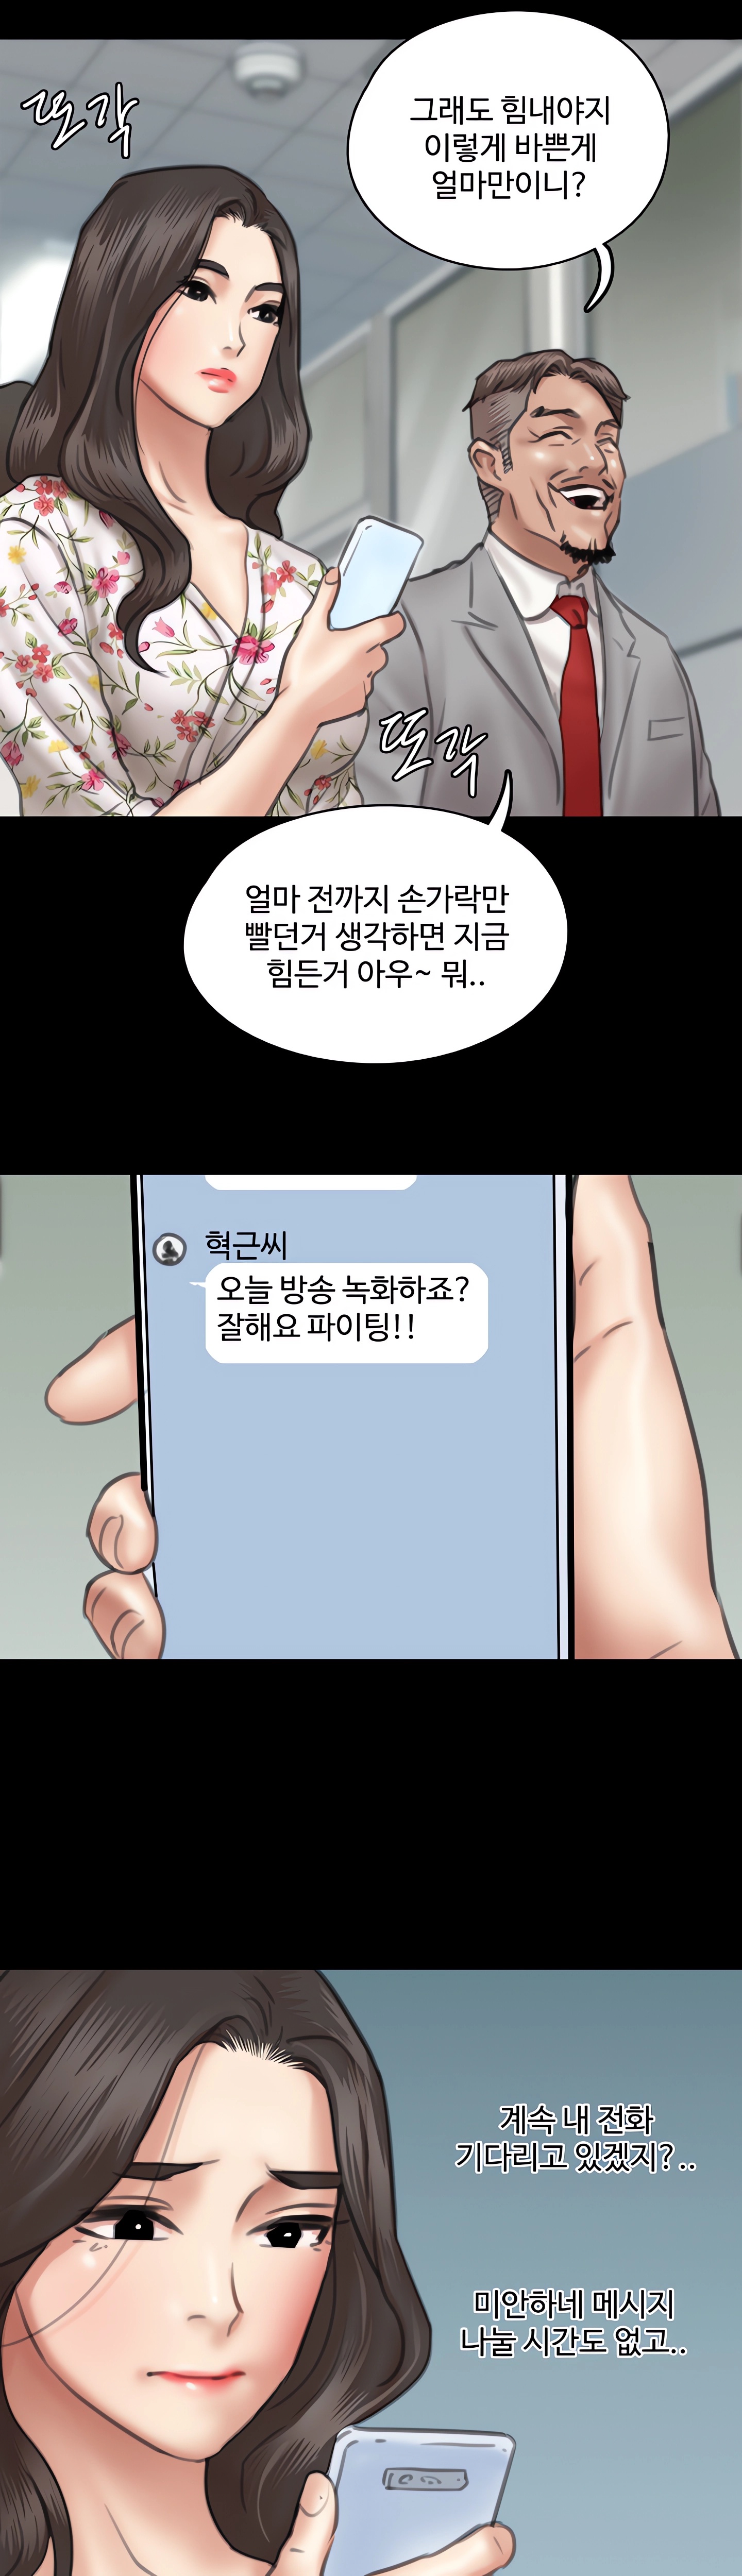 또각
그래도 힘내야지
이렇게 바쁜게
얼마만이니?
또각
얼마 전까지 손가락만
빨던거 생각하면 지금
힘든거 아우~ 뭐..
혁근씨
오늘 방송 녹화하죠?
잘해요 파이팅!!
계속 내 전화
기다리고 있겠지?..
미안하네 메시지
나눌 시간도 없고..